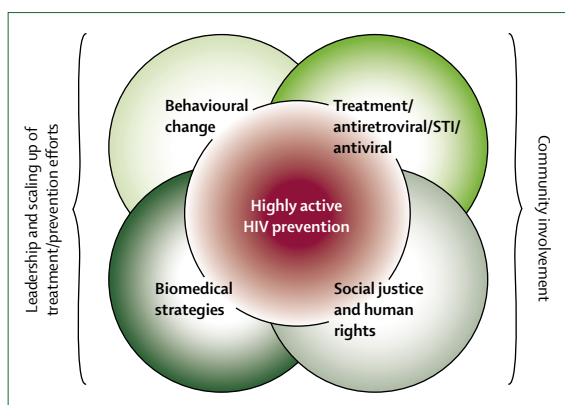 Leadership and scaling up of
treatment/prevention efforts
Behavioural
change
Treatment/
antiretroviral/STI/
antiviral
Highly active
HIV prevention
Biomedical
strategies
Social justice
and human
rights
Community involvement